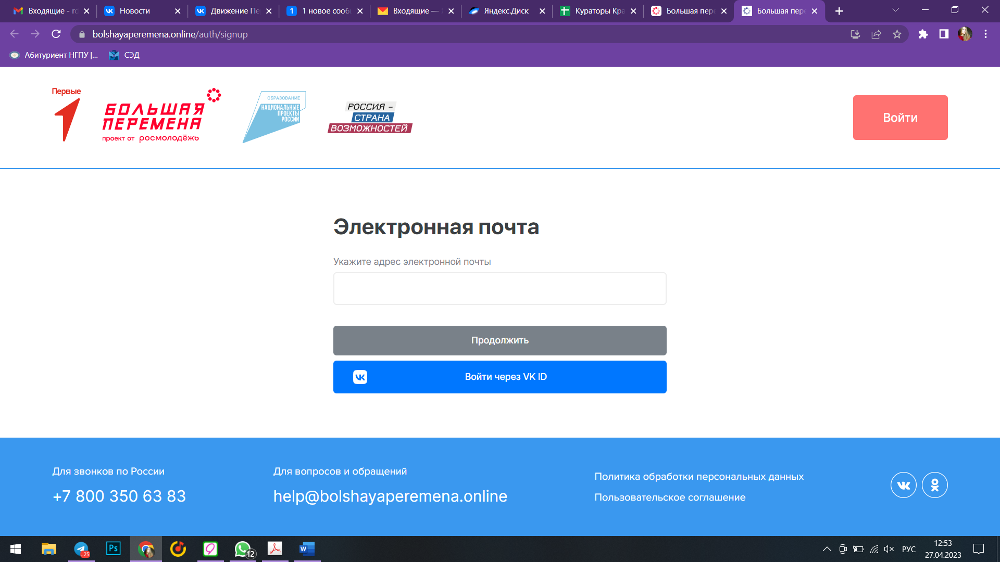 Входящие - ro
Новости
Движение Пе
1 новое сооб
Входящие —
Яндекс.Диск
Кураторы Кра
Большая пер
Большая пер
bolshayaperemena.online/auth/signup
Абитуриент НГПУ |...
СЭД
Первые
БОЛЬШАЯ
ПЕРЕМЕНА
проект от росмолодёжь
ОБРАЗОВАНИЕ
НАЦИОНАЛЬНЫЕ
ПРОЕКТЫ
РОССИИ
РОССИЯ –
СТРАНА
ВОЗМОЖНОСТЕЙ
Войти
Электронная почта
Укажите адрес электронной почты
Продолжить
Войти через VK ID
Для звонков по России
+7 800 350 63 83
Для вопросов и обращений
help@bolshayaperemena.online
Политика обработки персональных данных
Пользовательское соглашение
..25
Ps
12
W
РУС
12:53
27.04.2023